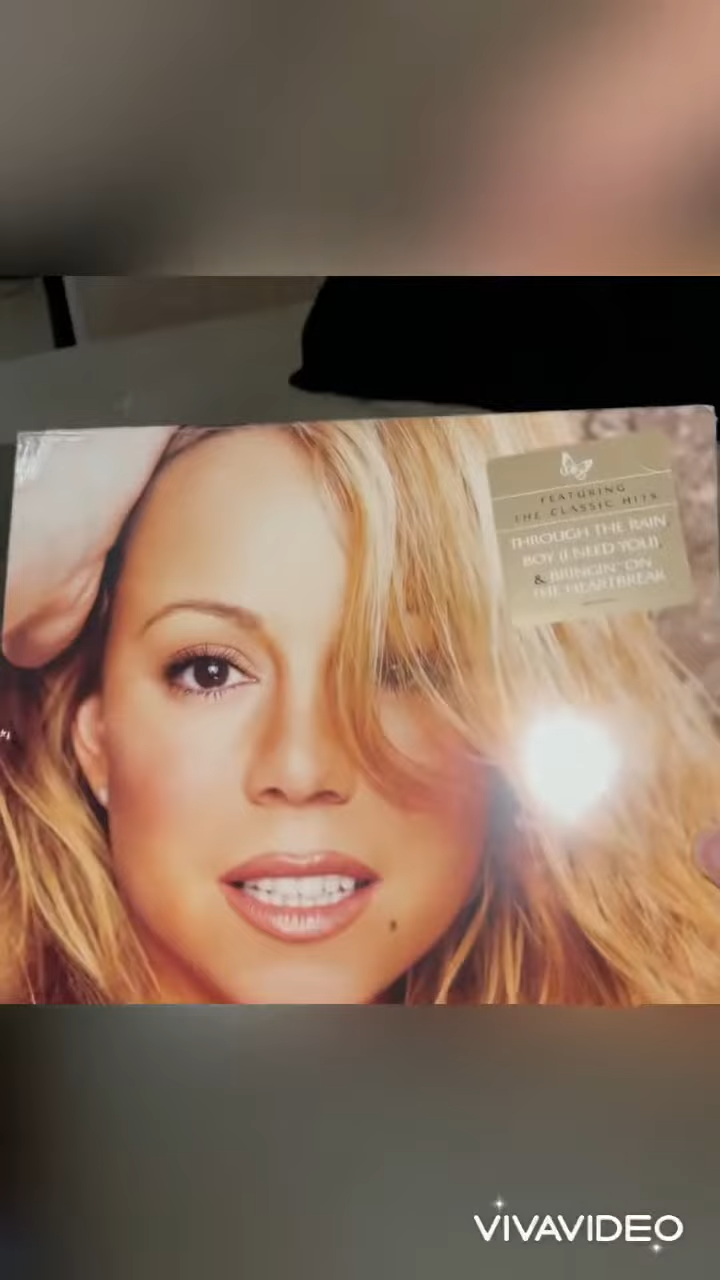 FEATURING
THE CLASSIC HITS
THROUGH THE RAIN
BOY (I NEED YOU),
& BRINGIN' ON
THE HEARTBREAK
VIVAVIDEO